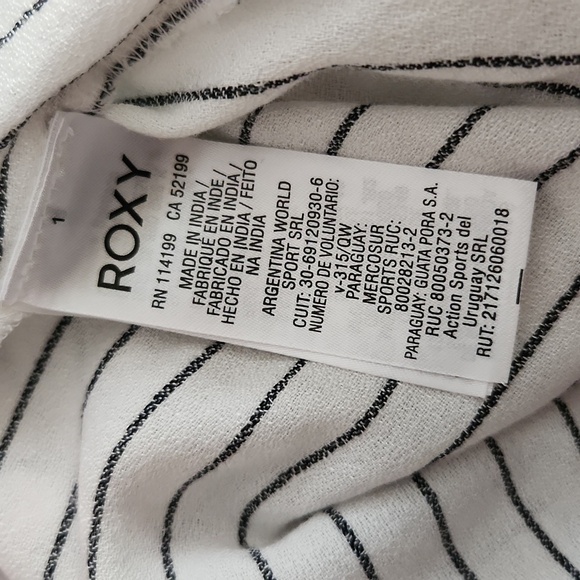 1
ROXY
RN 114199 CA 52199
MADE IN INDIA /
FABRIQUÉ EN INDE /
FABRICADO EN INDIA /
HECHO EN INDIA / FEITO
NA INDIA
ARGENTINA WORLD
SPORT SRL
CUIT: 30-69120930-6
NUMERO DE VOLUNTARIO:
V-315/QW
PARAGUAY:
MERCOSUR
SPORTS RUC:
80028213-2
PARAGUAY: GUATA PORA S.A.
RUC 80050373-2
Action Sports del
Uruguay SRL
RUT: 217126060018